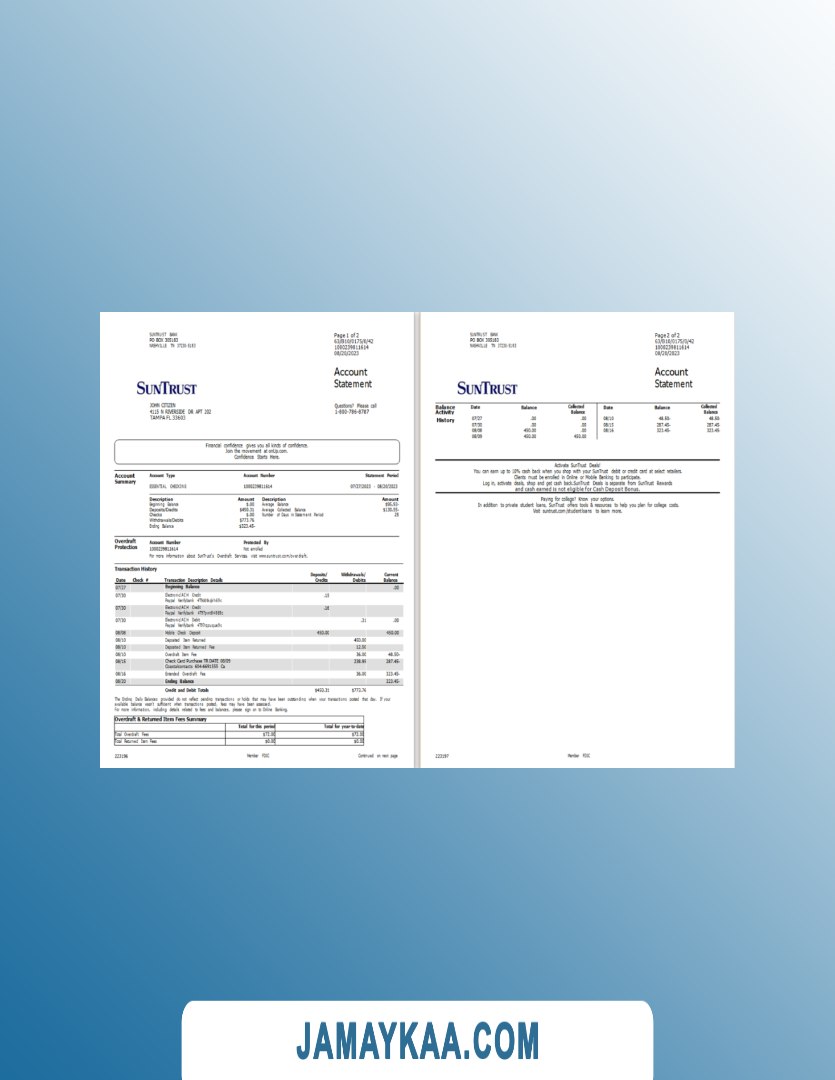 SUNTRUST BANK
PO BOX 305183
NASHVILLE TN 37230-5183
Page 1 of 2
63/B10/0175/0/42
1000239811614
08/20/2023
Account
Statement
SUNTRUST
JOHN CITIZEN
4115 N RIVERSIDE DR APT 202
TAMPA FL 33603
Questions? Please call
1-800-786-8787
Financial confidence gives you all kinds of confidence.
Join the movement at onUp.com.
Confidence Starts Here.
Account Summary
Account Type Account Number Statement Period
ESSENTIAL CHECKING 1000239811614 07/27/2023 - 08/20/2023
Description Amount Description Amount
Beginning Balance $.00 Average Balance
Deposits/Credits $450.31 Average Collected Balance
Checks $.00 Number of Days in Statement Period 25
Withdrawals/Debits $773.76
Ending Balance $323.45-
Overdraft Protection
Account Number Protected By
1000239811614 Not enrolled
For more information about SunTrust's Overdraft Services, visit www.suntrust.com/overdraft.
Transaction History
Date Check # Transaction Description Details Deposits/Credits Withdrawals/Debits Current Balance
07/27 Beginning Balance .00
07/30 Electronic/ACH Credit
Paypal Verifybank
07/30 Electronic/ACH Credit
Paypal Verifybank
07/30 Electronic/ACH Debit .31 .00
Paypal Verifybank
08/08 Mobile Check Deposit 450.00 450.00
08/10 Deposited Item Returned 450.00
08/10 Deposited Item Returned Fee 12.50
08/10 Overdraft Item Fee 36.00 48.50-
08/15 Check Card Purchase TR DATE 287.45-
08/16 Extended Overdraft Fee 36.00 323.45-
08/20 Ending Balance 323.45-
Credit and Debit Totals $450.31 $773.76
The Ending Daily Balances provided do not reflect pending transactions or holds that may have been outstanding when your transactions posted that day. If your
available balance wasn't sufficient when transactions posted, fees may have been assessed.
For more information, including details related to fees and balances, please sign on to Online Banking.
Overdraft & Returned Item Fees Summary
Total for this period Total for year-to-date
Total Overdraft Fees $72.00 $72.00
Total Returned Item Fees $0.00 $0.00
223196 Member FDIC Continued on next page
SUNTRUST BANK
PO BOX 305183
NASHVILLE TN 37230-5183
Page 2 of 2
63/B10/0175/0/42
1000239811614
08/20/2023
Account
Statement
SUNTRUST
Balance Activity History
Date Balance Collected Balance Date Balance Collected Balance
07/27 .00 .00 08/10 48.50- 48.50-
07/30 .00 .00 08/15 287.45- 287.45-
08/08 450.00 .00 08/16 323.45- 323.45-
08/09 450.00 450.00
Activate SunTrust Deals!
You can earn up to 10% cash back when you shop with your SunTrust debit or credit card at select retailers.
Clients must be enrolled in Online or Mobile Banking to participate.
Log in, activate deals, shop and get cash back.SunTrust Deals is separate from SunTrust Rewards
and cash earned is not eligible for Cash Deposit Bonus.
Paying for college? Know your options.
In addition to private student loans, SunTrust offers tools & resources to help you plan for college costs.
Visit suntrust.com/studentloans to learn more.
223197 Member FDIC
JAMAYKAA.COM